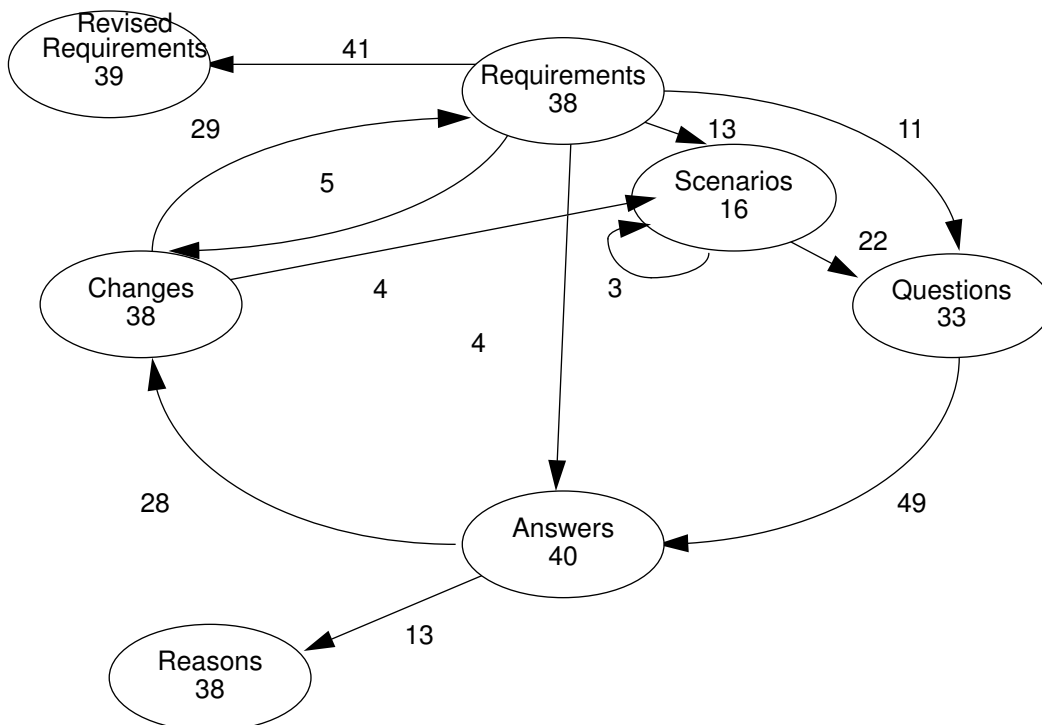 Revised
Requirements
39
41
Requirements
38
29
13
11
5
Scenarios
16
22
Changes
38
4
3
Questions
33
4
28
49
Answers
40
13
Reasons
38